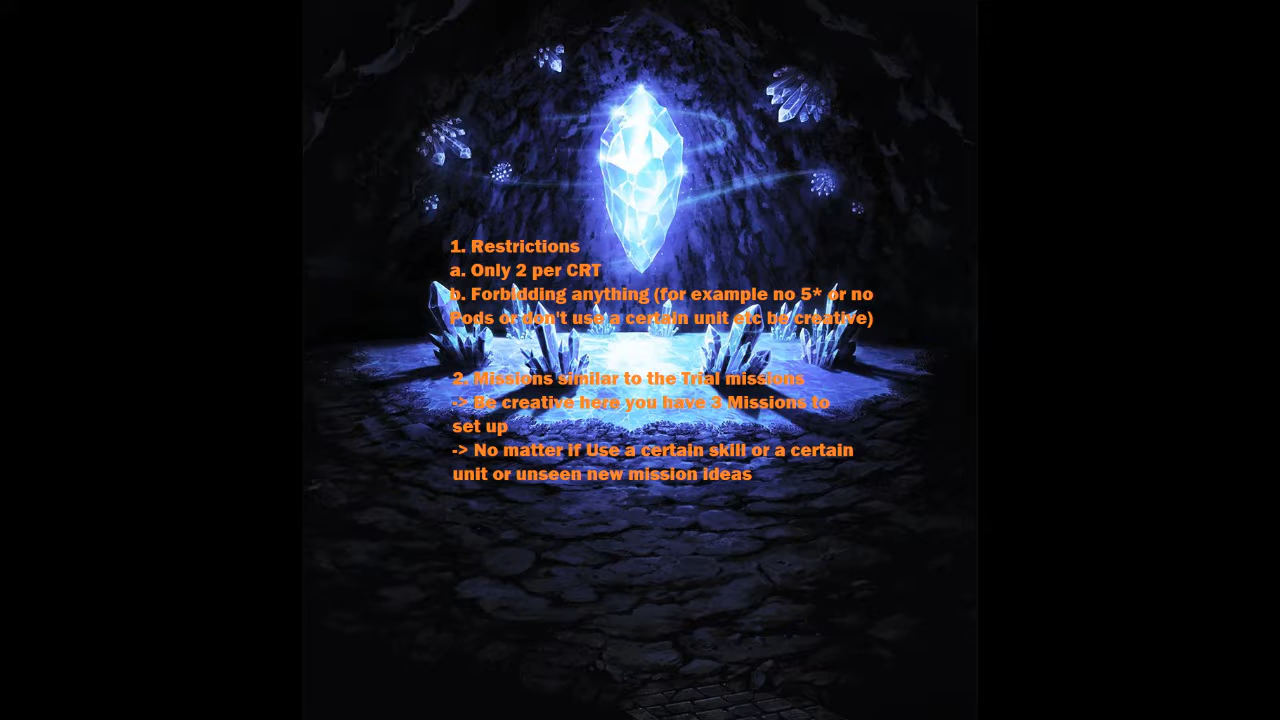 1. Restrictions
a. Only 2 per CRT
b. Forbidding anything (for example no 5* or no
Pods or don't use a certain unit etc be creative)
2. Missions similar to the Trial missions
-> Be creative here you have 3 Missions to
set up
-> No matter if Use a certain skill or a certain
unit or unseen new mission ideas